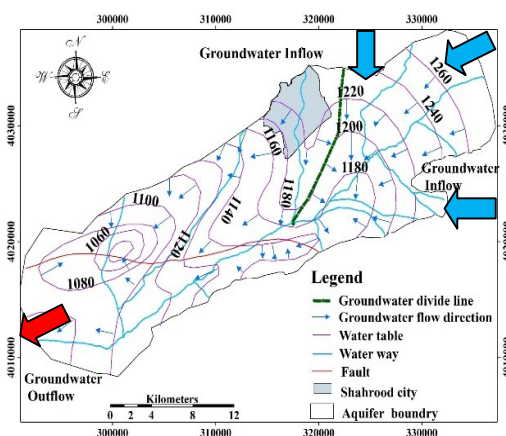 300000 310000 320000 330000
N
W E
S
Groundwater Inflow
1260
1220
1240
4030000
1200
1160
1180
1180
Groundwater
Inflow
1100
1140
1060
1120
4020000
1080
Legend
Groundwater divide line
Groundwater flow direction
Water table
Water way
Fault
Shahrood city
Aquifer boundry
4010000
Groundwater
Outflow
Kilometers
0 2 4 8 12
300000 310000 320000 330000